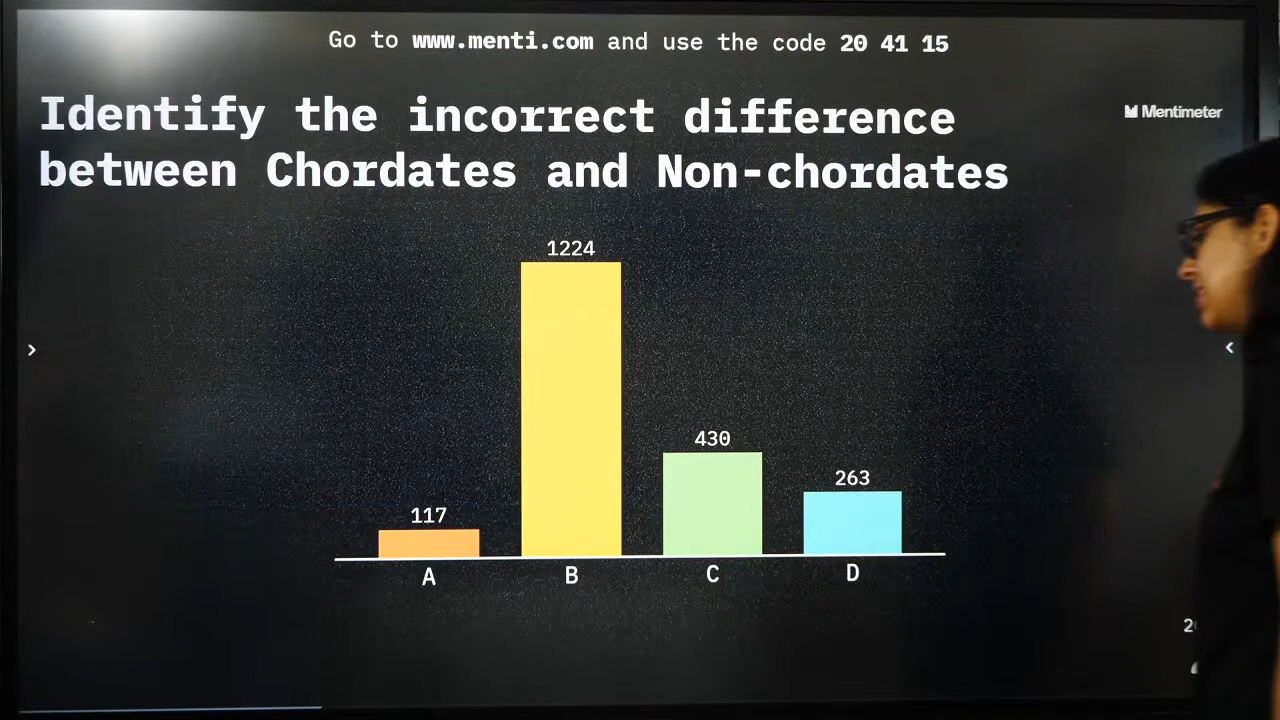 Go to www.menti.com and use the code 20 41 15
Identify the incorrect difference
between Chordates and Non-chordates
Mentimeter
1224
430
263
117
A B C D